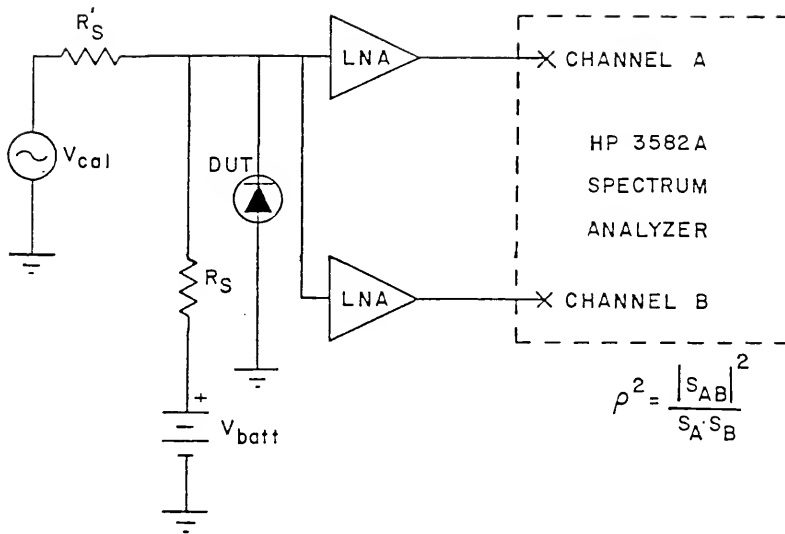 R'S
LNA
CHANNEL A
Vcal
DUT
HP 3582A
SPECTRUM
ANALYZER
RS
LNA
CHANNEL B
+
Vbatt
ρ² = |SAB|² / SA·SB